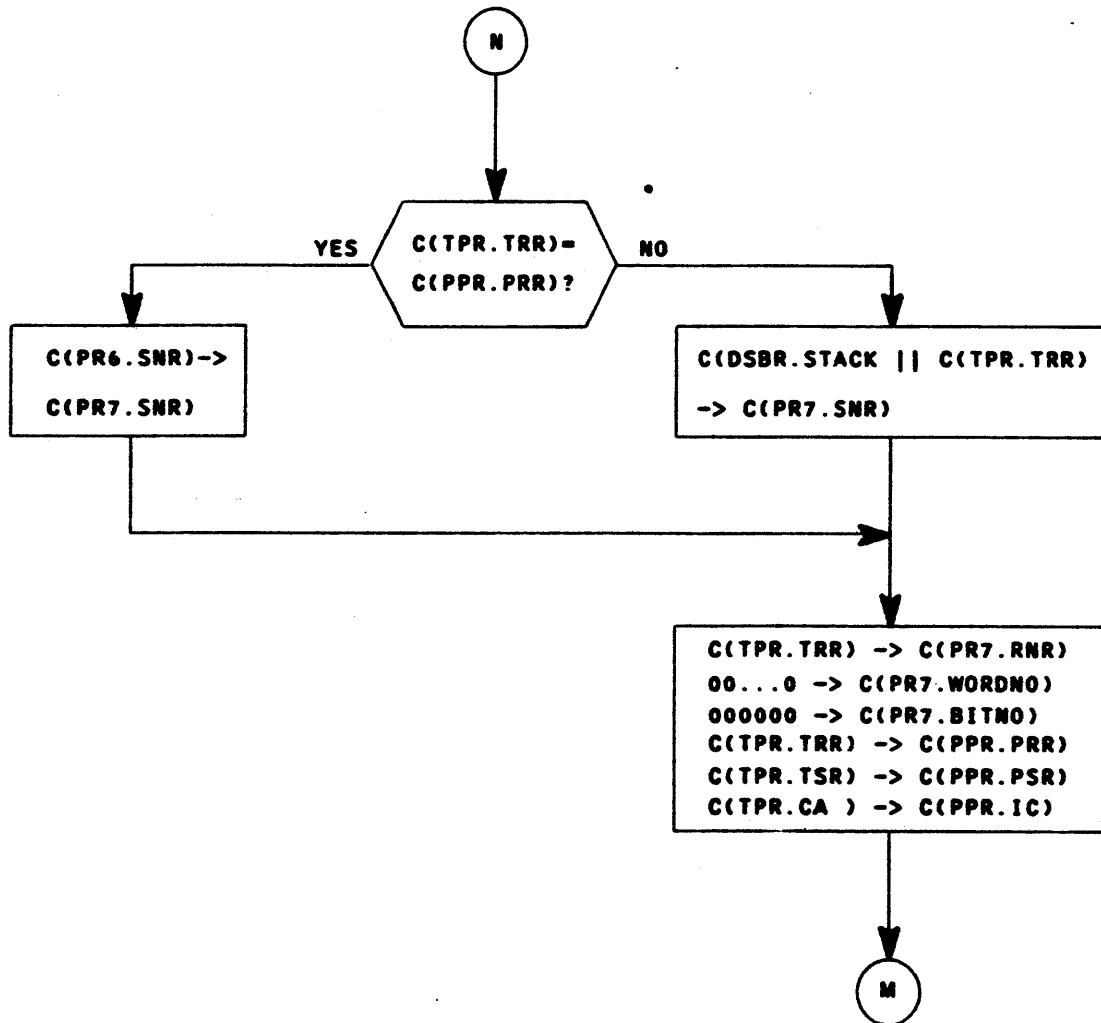 N
C(TPR.TRR)=
C(PPR.PRR)?
YES
NO
C(PR6.SNR)->
C(PR7.SNR)
C(DSBR.STACK || C(TPR.TRR)
-> C(PR7.SNR)
C(TPR.TRR) -> C(PR7.RNR)
00...0 -> C(PR7.WORDNO)
000000 -> C(PR7.BITNO)
C(TPR.TRR) -> C(PPR.PRR)
C(TPR.TSR) -> C(PPR.PSR)
C(TPR.CA ) -> C(PPR.IC)
M